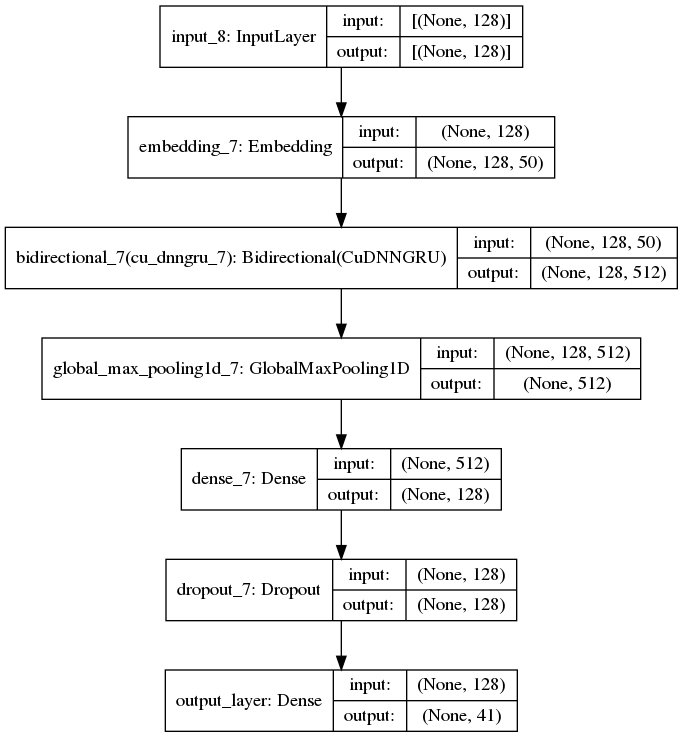 input_8: InputLayer
input: [(None, 128)]
output: [(None, 128)]
embedding_7: Embedding
input: (None, 128)
output: (None, 128, 50)
bidirectional_7(cu_dnngru_7): Bidirectional(CuDNNGRU)
input: (None, 128, 50)
output: (None, 128, 512)
global_max_pooling1d_7: GlobalMaxPooling1D
input: (None, 128, 512)
output: (None, 512)
dense_7: Dense
input: (None, 512)
output: (None, 128)
dropout_7: Dropout
input: (None, 128)
output: (None, 128)
output_layer: Dense
input: (None, 128)
output: (None, 41)